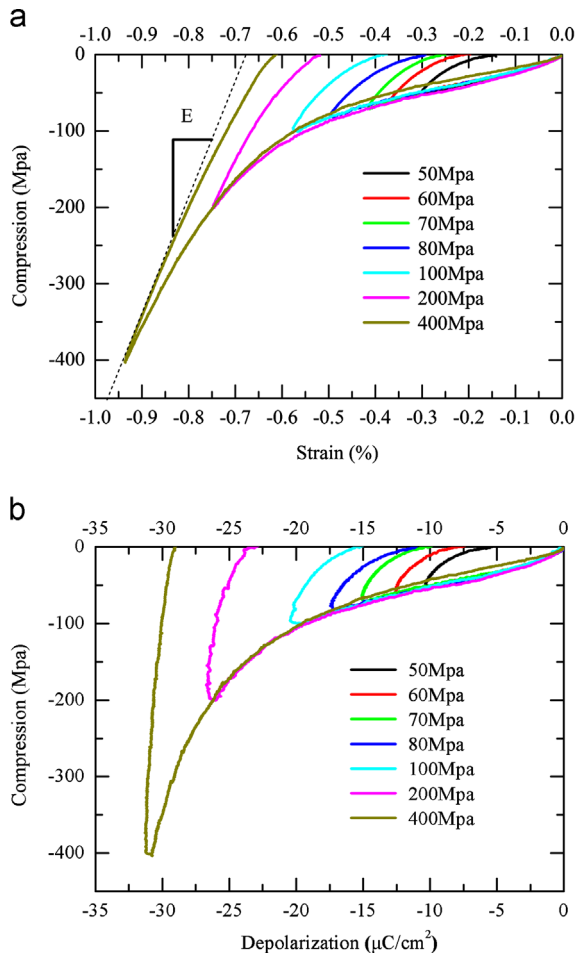 a
-1.0 -0.9 -0.8 -0.7 -0.6 -0.5 -0.4 -0.3 -0.2 -0.1 0.0
0
-100
-200
-300
-400
Compression (Mpa)
E
50Mpa
60Mpa
70Mpa
80Mpa
100Mpa
200Mpa
400Mpa
-1.0 -0.9 -0.8 -0.7 -0.6 -0.5 -0.4 -0.3 -0.2 -0.1 0.0
Strain (%)
b
-35 -30 -25 -20 -15 -10 -5 0
0
-100
-200
-300
-400
Compression (Mpa)
50Mpa
60Mpa
70Mpa
80Mpa
100Mpa
200Mpa
400Mpa
-35 -30 -25 -20 -15 -10 -5 0
Depolarization (μC/cm²)